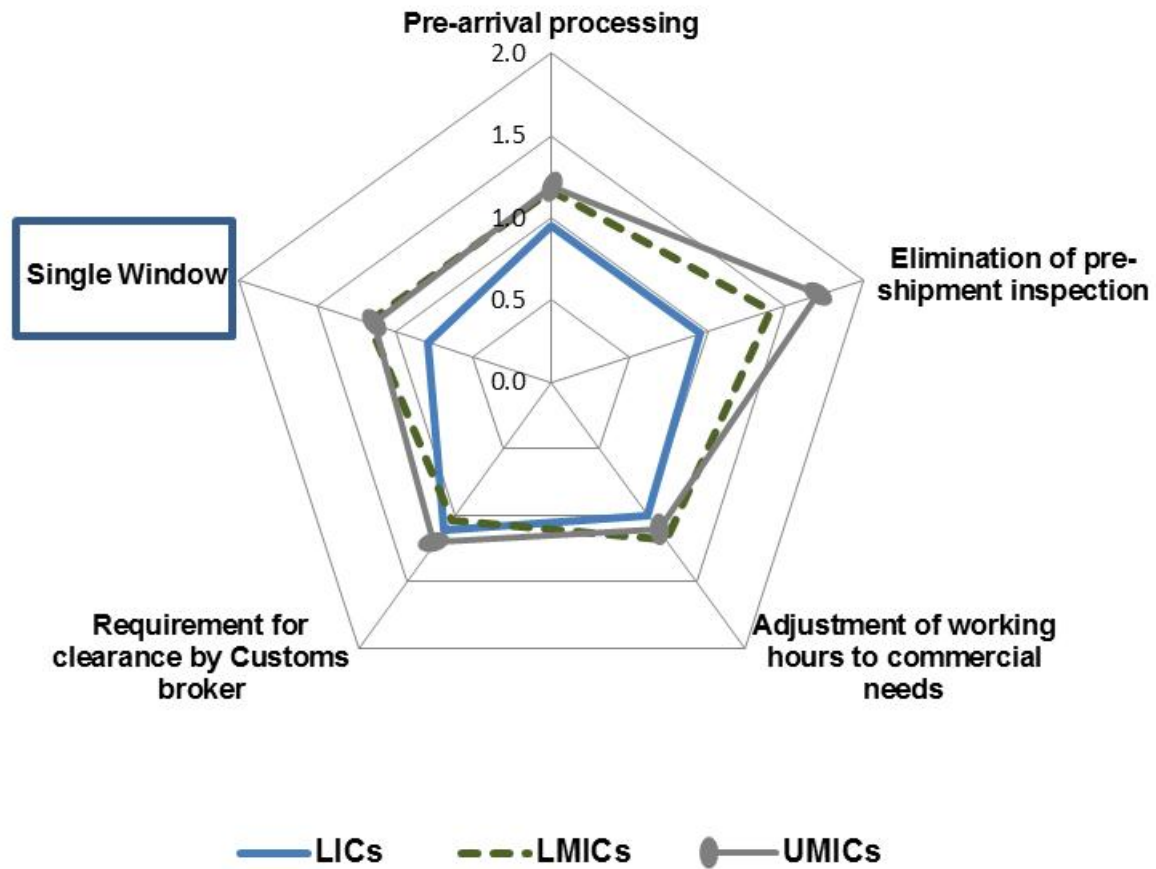 Pre-arrival processing
2.0
1.5
1.0
0.5
0.0
Single Window
Elimination of pre-
shipment inspection
Requirement for
clearance by Customs
broker
Adjustment of working
hours to commercial
needs
LICs
LMICs
UMICs